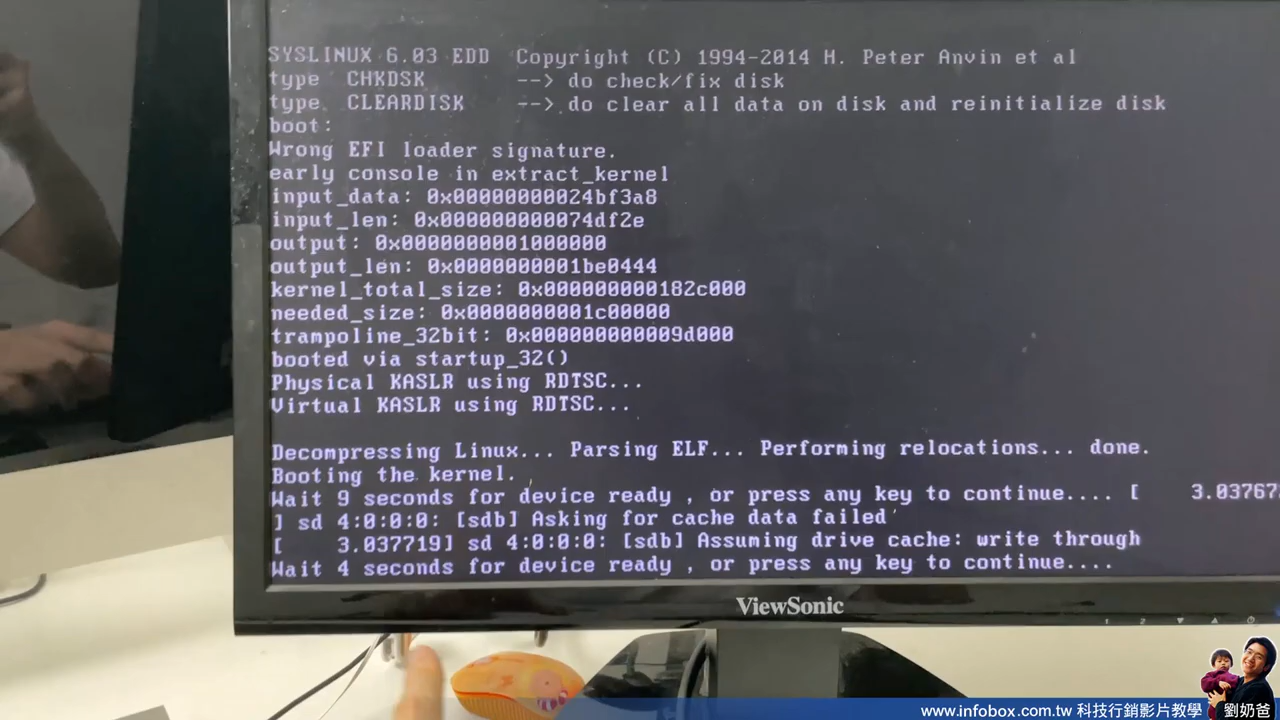 SYSLINUX 6.03 EDD  Copyright (C) 1994-2014 H. Peter Anvin et al
type  CHKDSK       --> do check/fix disk
type  CLEARDISK    --> do clear all data on disk and reinitialize disk
boot:
Wrong EFI loader signature.
early console in extract_kernel
input_data: 0x00000000024bf3a8
input_len: 0x000000000074df2e
output: 0x0000000001000000
output_len: 0x0000000001be0444
kernel_total_size: 0x000000000182c000
needed_size: 0x0000000001c00000
trampoline_32bit: 0x000000000009d000
booted via startup_32()
Physical KASLR using RDTSC...
Virtual KASLR using RDTSC...
Decompressing Linux... Parsing ELF... Performing relocations... done.
Booting the kernel.
Wait 9 seconds for device ready , or press any key to continue.... [    3.037673
] sd 4:0:0:0: [sdb] Asking for cache data failed
[    3.037719] sd 4:0:0:0: [sdb] Assuming drive cache: write through
Wait 4 seconds for device ready , or press any key to continue....
ViewSonic
www.infobox.com.tw 科技行銷影片教學 劉奶爸